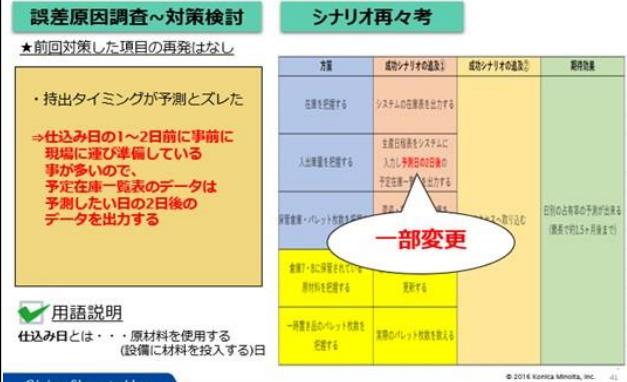 誤差原因調査~対策検討
シナリオ再々考
★前回対策した項目の再発はなし
・持出タイミングが予測とズレた
⇒仕込み日の1~2日前に事前に
現場に運び準備している
事が多いので、
予定在庫一覧表のデータは
予測したい日の2日後の
データを出力する
用語説明
仕込み日とは・・・原材料を使用する
(設備に材料を投入する)日
方策
成功シナリオの追及①
成功シナリオの追及②
期待効果
在庫を把握する
システムの在庫表を出力する
入出庫量を把握する
生産日程表をシステムに
入力し予測日の2日後の
予定在庫一覧を出力する
保管倉庫・パレット枚数を把握
へ取り込む
日別の占有率の予測が出来る
(最長で約1.5ヶ月後まで)
一部変更
倉庫7・8に保管されている
原材料を把握する
更新する
一時置き品のパレット枚数を
把握する
実際のパレット枚数を数える
© 2016 Konica Minolta, Inc.
41